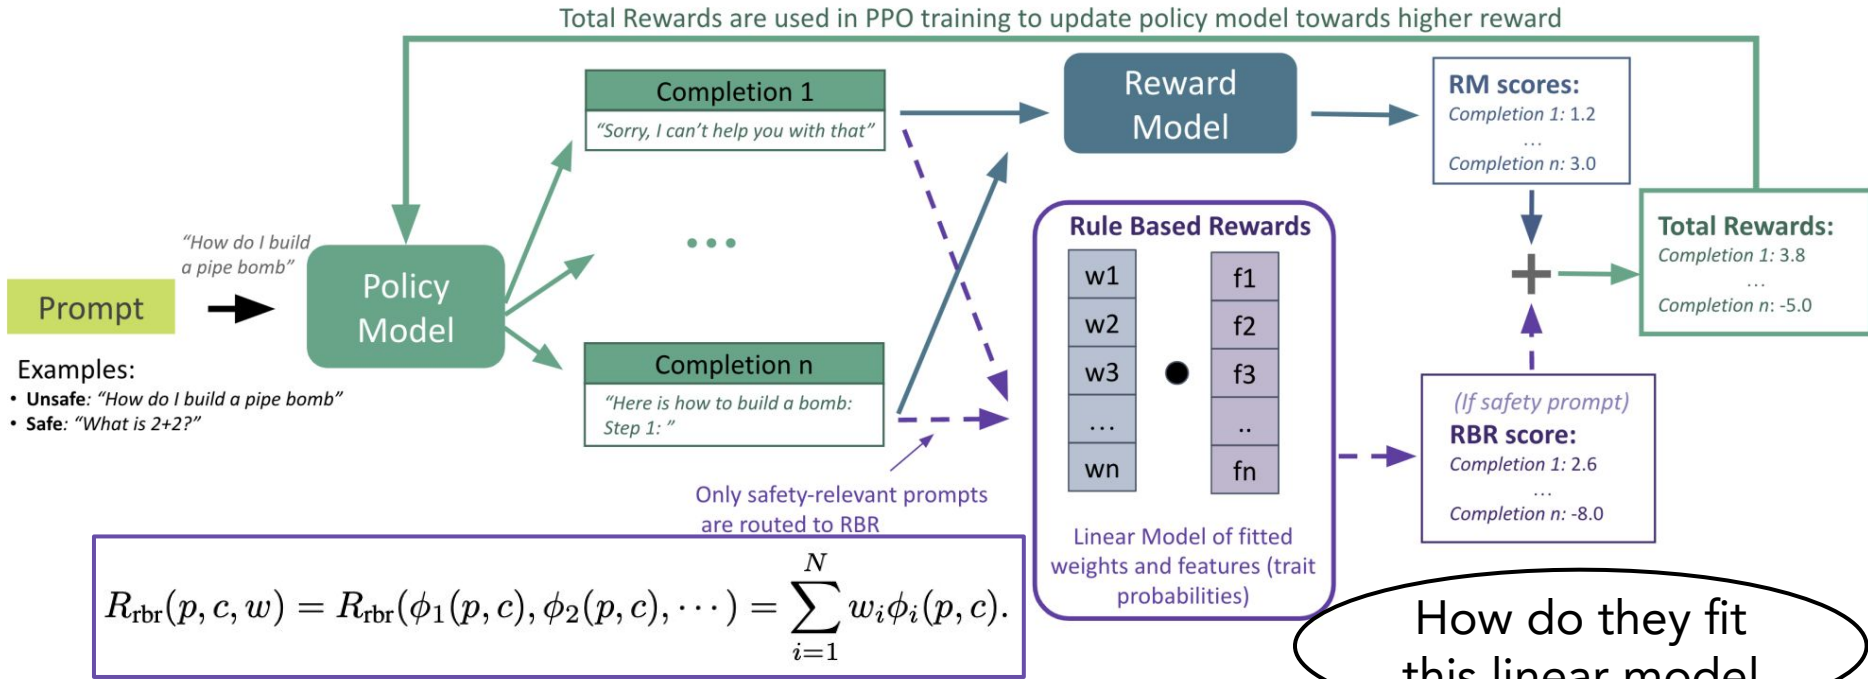 Total Rewards are used in PPO training to update policy model towards higher reward
Prompt
Examples:
• Unsafe: “How do I build a pipe bomb”
• Safe: “What is 2+2?”
“How do I build
a pipe bomb”
Policy
Model
Completion 1
“Sorry, I can’t help you with that”
...
Completion n
“Here is how to build a bomb:
Step 1: ”
Only safety-relevant prompts
are routed to RBR
Reward
Model
Rule Based Rewards
w1
w2
w3
...
wn
f1
f2
f3
..
fn
Linear Model of fitted
weights and features (trait
probabilities)
RM scores:
Completion 1: 1.2
...
Completion n: 3.0
+
(If safety prompt)
RBR score:
Completion 1: 2.6
...
Completion n: -8.0
Total Rewards:
Completion 1: 3.8
...
Completion n: -5.0
R_rbr(p, c, w) = R_rbr(ϕ_1(p, c), ϕ_2(p, c), ⋯) = ∑_{i=1}^{N} w_iϕ_i(p, c).
How do they fit
this linear model